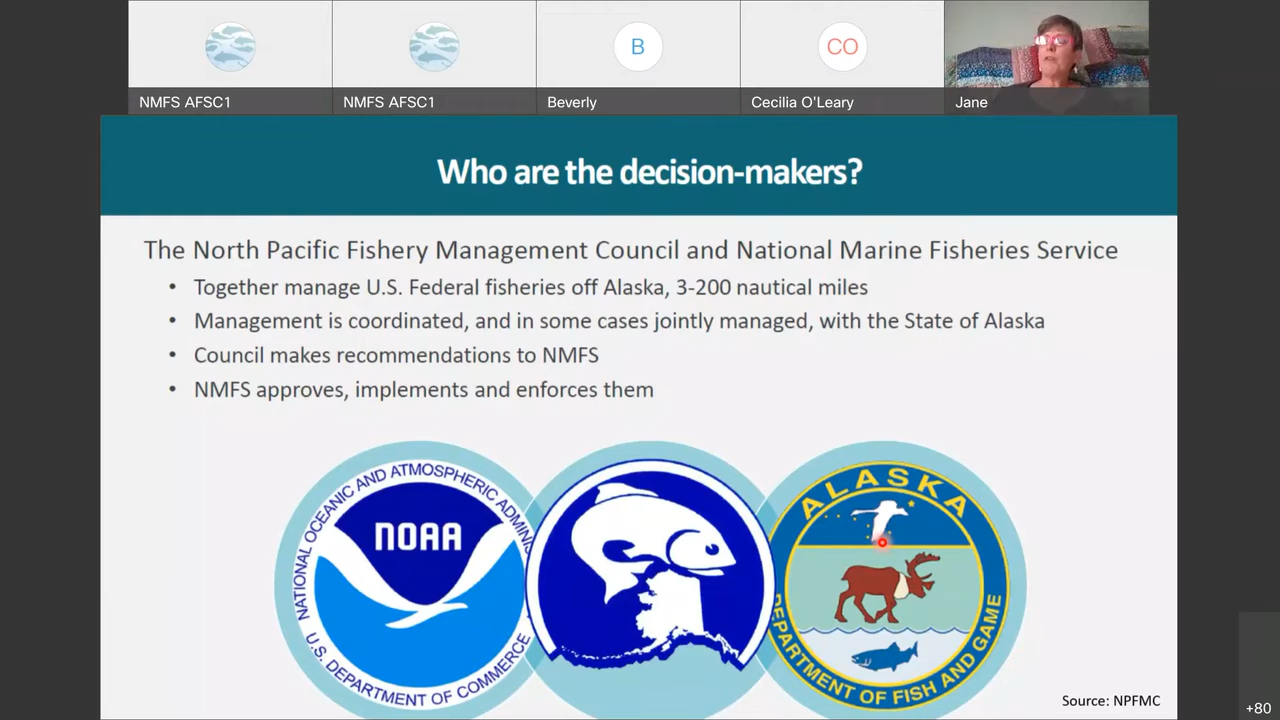 B
CO
NMFS AFSC1
NMFS AFSC1
Beverly
Cecilia O'Leary
Jane
Who are the decision-makers?
The North Pacific Fishery Management Council and National Marine Fisheries Service
• Together manage U.S. Federal fisheries off Alaska, 3-200 nautical miles
• Management is coordinated, and in some cases jointly managed, with the State of Alaska
• Council makes recommendations to NMFS
• NMFS approves, implements and enforces them
NATIONAL OCEANIC AND ATMOSPHERIC ADMINIS
NOAA
U.S. DEPARTMENT OF COMMERCE
ALASKA
DEPARTMENT OF FISH AND GAME
Source: NPFMC
+80